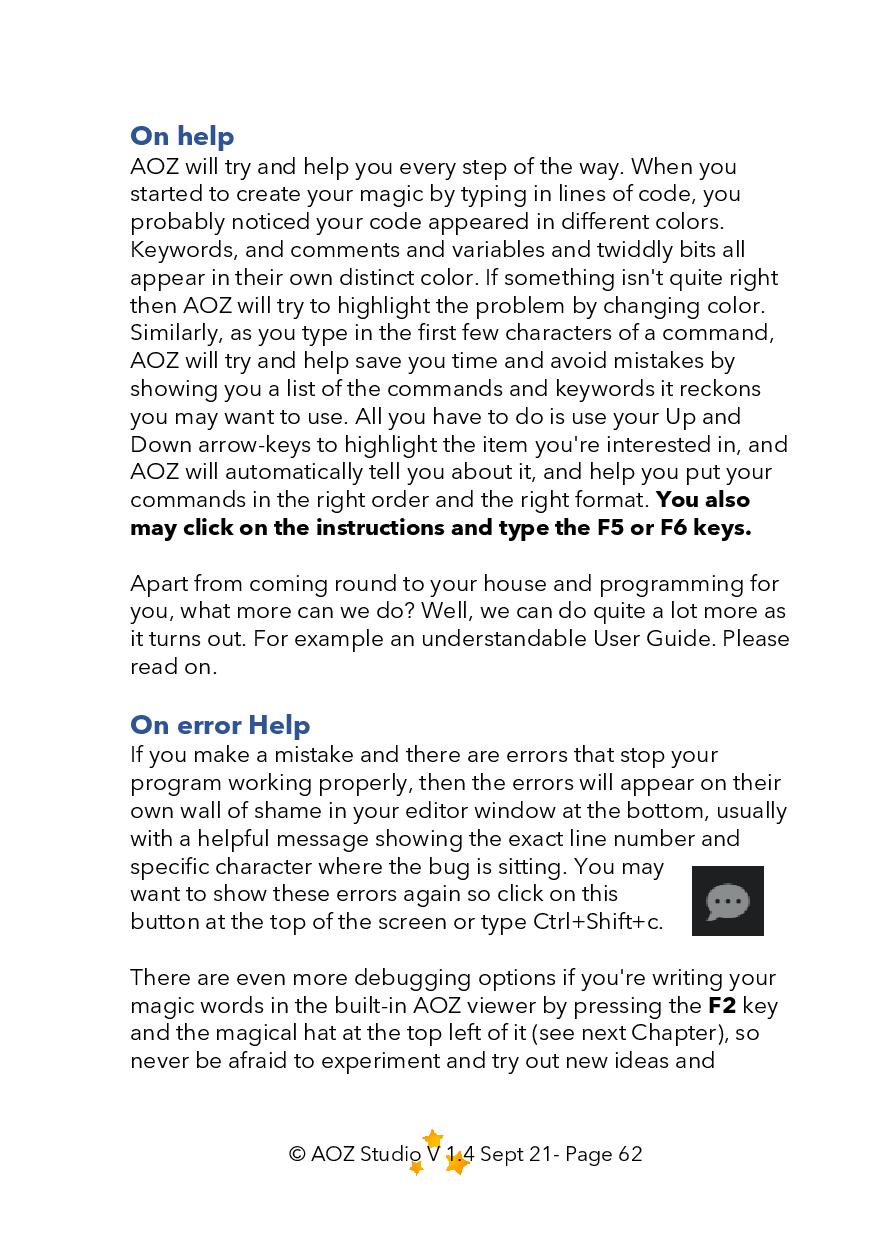 On help
AOZ will try and help you every step of the way. When you
started to create your magic by typing in lines of code, you
probably noticed your code appeared in different colors.
Keywords, and comments and variables and twiddly bits all
appear in their own distinct color. If something isn't quite right
then AOZ will try to highlight the problem by changing color.
Similarly, as you type in the first few characters of a command,
AOZ will try and help save you time and avoid mistakes by
showing you a list of the commands and keywords it reckons
you may want to use. All you have to do is use your Up and
Down arrow-keys to highlight the item you're interested in, and
AOZ will automatically tell you about it, and help you put your
commands in the right order and the right format. You also
may click on the instructions and type the F5 or F6 keys.
Apart from coming round to your house and programming for
you, what more can we do? Well, we can do quite a lot more as
it turns out. For example an understandable User Guide. Please
read on.
On error Help
If you make a mistake and there are errors that stop your
program working properly, then the errors will appear on their
own wall of shame in your editor window at the bottom, usually
with a helpful message showing the exact line number and
specific character where the bug is sitting. You may
want to show these errors again so click on this
button at the top of the screen or type Ctrl+Shift+c.
There are even more debugging options if you're writing your
magic words in the built-in AOZ viewer by pressing the F2 key
and the magical hat at the top left of it (see next Chapter), so
never be afraid to experiment and try out new ideas and
© AOZ Studio V 1.4 Sept 21- Page 62